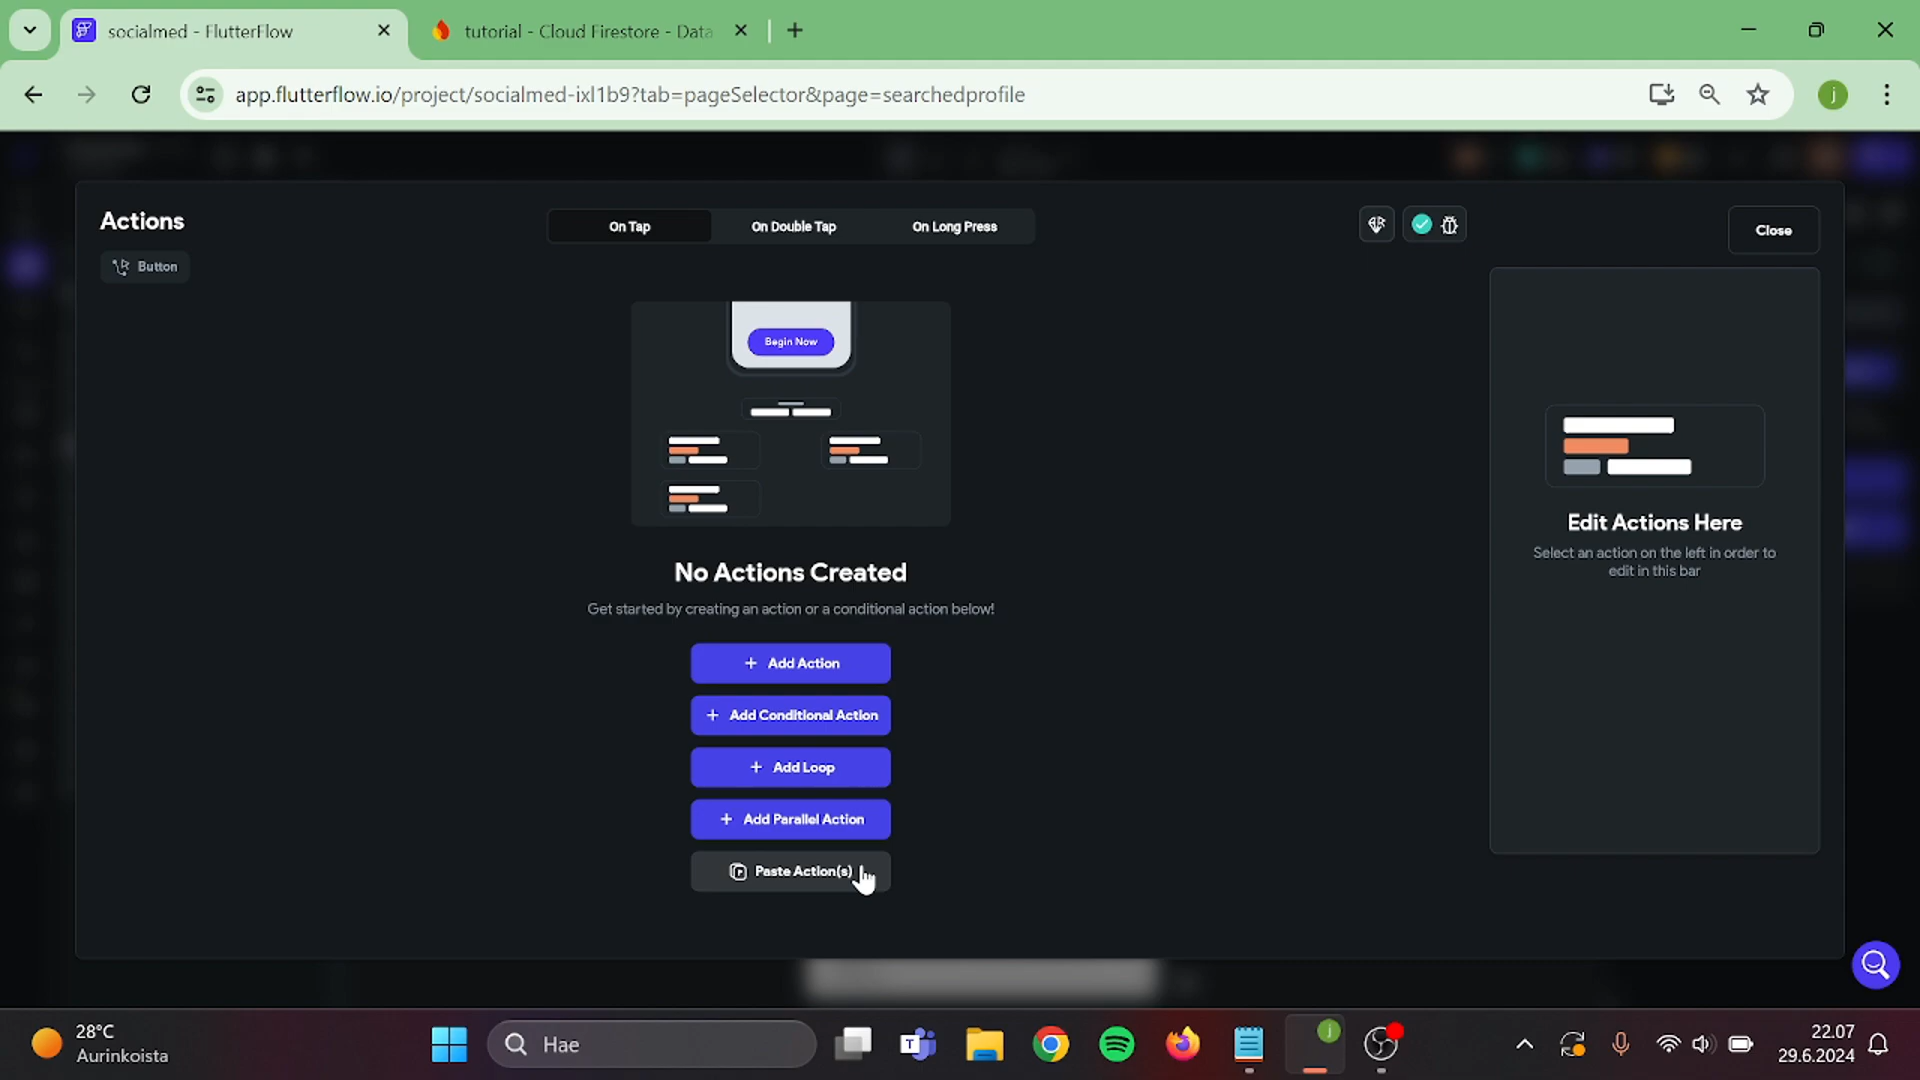 socialmed - FlutterFlow
tutorial - Cloud Firestore - Data
app.flutterflow.io/project/socialmed-ixl1b9?tab=pageSelector&page=searchedprofile
j
Actions
Button
On Tap
On Double Tap
On Long Press
Close
Begin Now
No Actions Created
Get started by creating an action or a conditional action below!
+ Add Action
+ Add Conditional Action
+ Add Loop
+ Add Parallel Action
Paste Action(s)
Edit Actions Here
Select an action on the left in order to
edit in this bar
28°C
Aurinkoista
Hae
j
22.07
29.6.2024